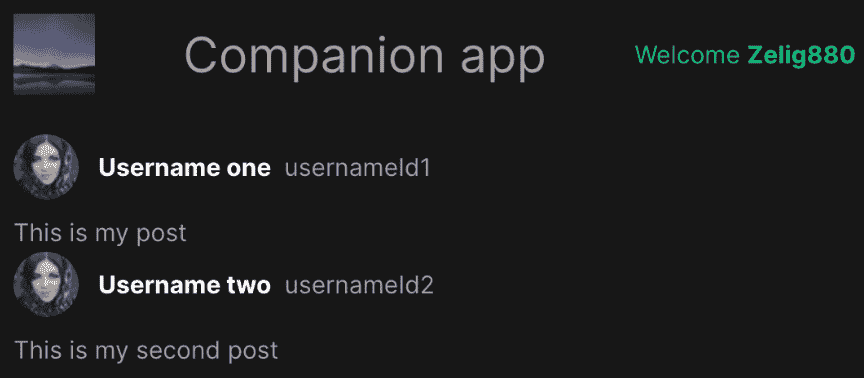 Companion app
Welcome Zelig880
Username one usernameId1
This is my post
Username two usernameId2
This is my second post